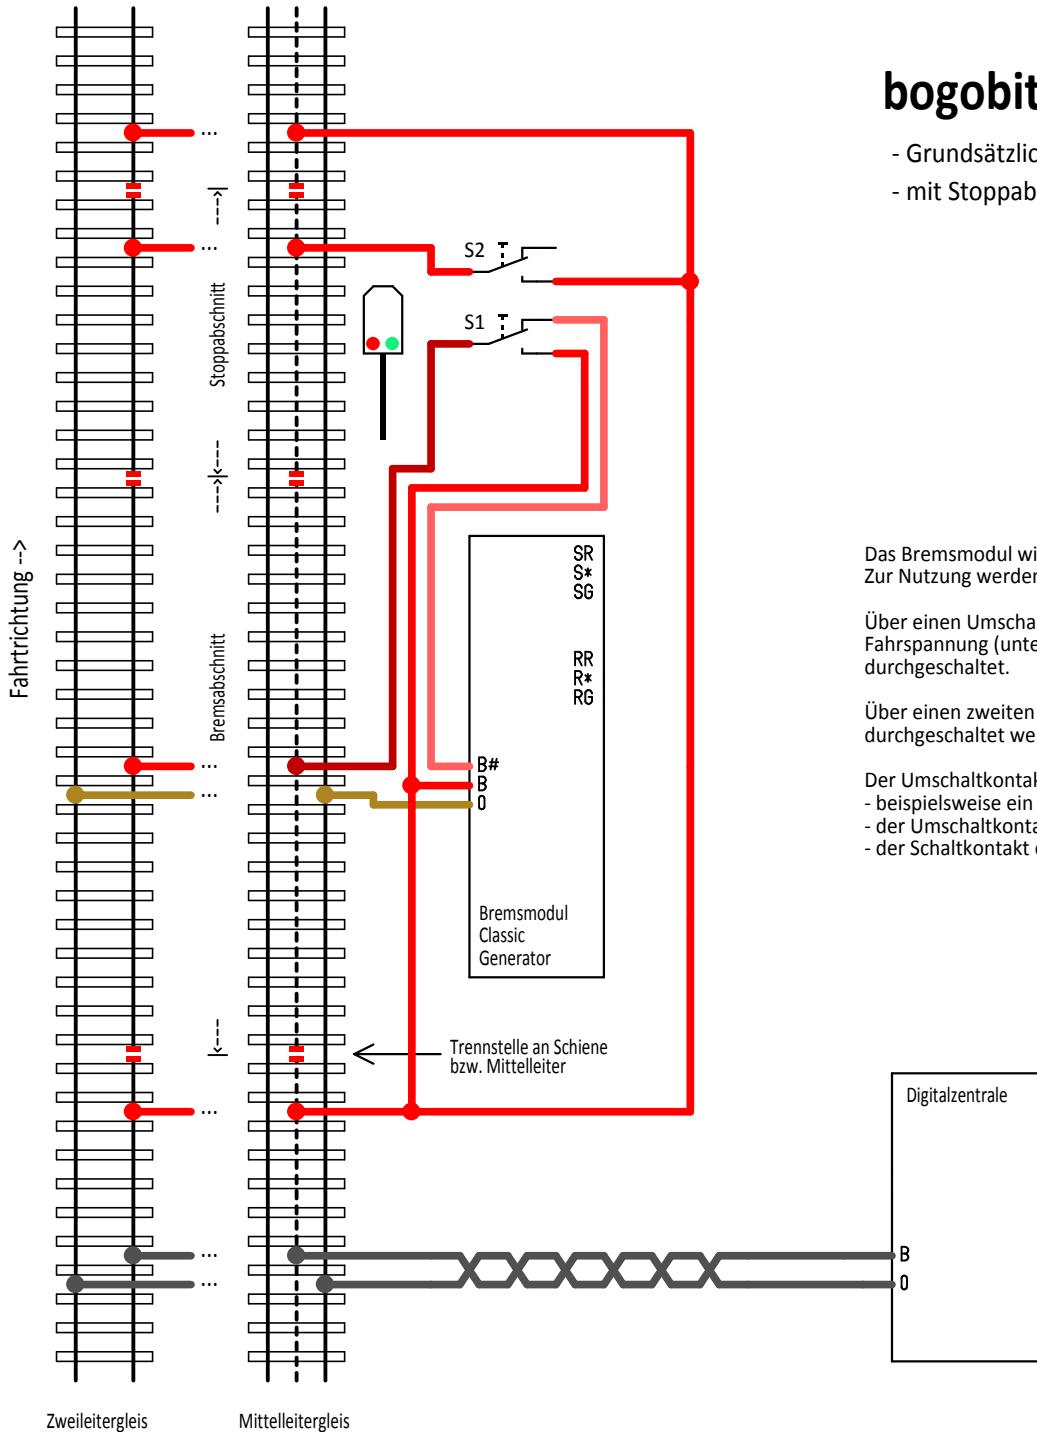 bogobit
- Grundsätzlic
- mit Stoppab
...
...
S2
S1
Stoppabschnitt
Fahrtrichtung -->
Bremsabschnitt
SR
S*
SG
RR
R*
RG
B#
B
0
...
...
Bremsmodul
Classic
Generator
Das Bremsmodul wi
Zur Nutzung werden
Über einen Umscha
Fahrspannung (unte
durchgeschaltet.
Über einen zweiten
durchgeschaltet we
Der Umschaltkontak
- beispielsweise ein
- der Umschaltkonta
- der Schaltkontakt
Trennstelle an Schiene
bzw. Mittelleiter
...
Digitalzentrale
...
...
B
0
Zweileitergleis
Mittelleitergleis